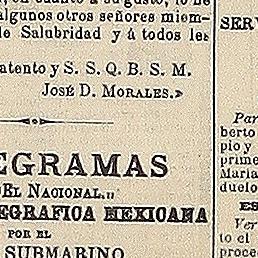 algunos otros señores miem-
de Salubridad y á todos les
atento y S. S. Q. B. S. M.
JOSÉ D. MORALES.»
EGRAMAS
EL NACIONAL"
EGRAFICA MEXICANA
POR EL
SUBMARINO
SERV
Par
berto
pio y
prime
Maria
duelo
ES
Ver
to el
proce